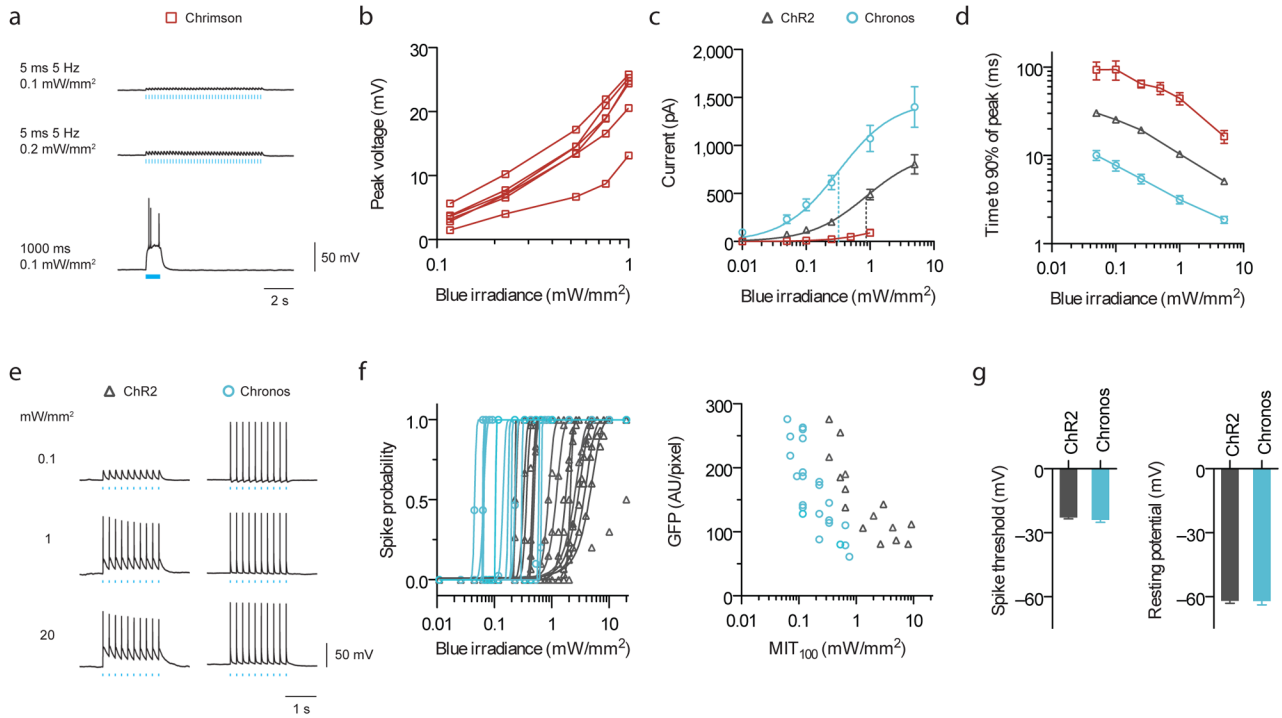 a
Chrimson
5 ms 5 Hz
0.1 mW/mm²
5 ms 5 Hz
0.2 mW/mm²
1000 ms
0.1 mW/mm²
50 mV
2 s
b
Peak voltage (mV)
30
20
10
0
0.1
1
Blue irradiance (mW/mm²)
c
ChR2
Chronos
Current (pA)
2,000
1,500
1,000
500
0
0.01
0.1
1
10
Blue irradiance (mW/mm²)
d
Time to 90% of peak (ms)
100
10
1
0.01
0.1
1
10
Blue irradiance (mW/mm²)
e
ChR2
Chronos
mW/mm²
0.1
1
20
50 mV
1 s
f
Spike probability
1.0
0.5
0.0
0.01
0.1
1
10
Blue irradiance (mW/mm²)
GFP (AU/pixel)
300
200
100
0
0.01
0.1
1
10
MIT₁₀₀ (mW/mm²)
g
ChR2
Chronos
Spike threshold (mV)
0
−30
−60
ChR2
Chronos
Resting potential (mV)
0
−30
−60